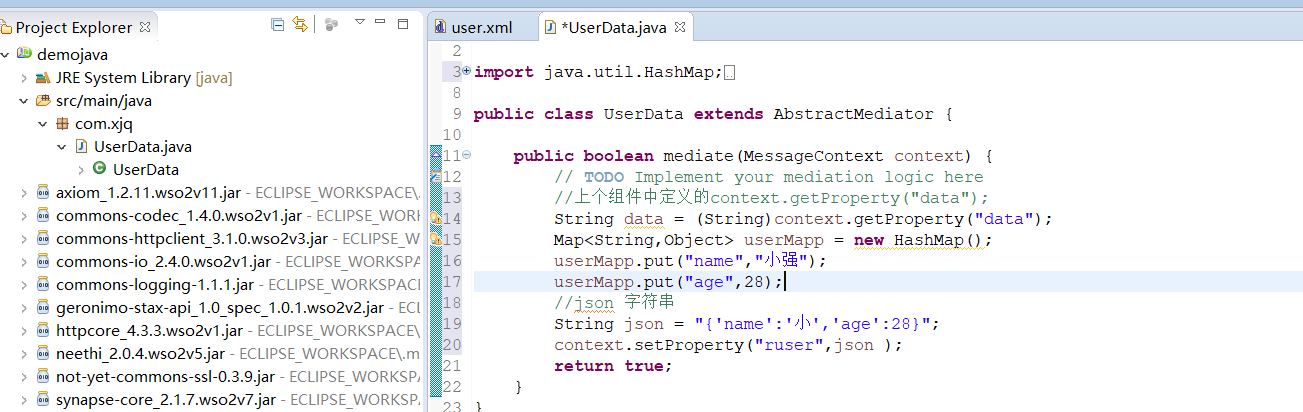 Project Explorer
demojava
JRE System Library [java]
src/main/java
com.xjq
UserData.java
UserData
axiom_1.2.11.wso2v11.jar - ECLIPSE_WORKSPACE\.
commons-codec_1.4.0.wso2v1.jar - ECLIPSE_WORK
commons-httpclient_3.1.0.wso2v3.jar - ECLIPSE_W
commons-io_2.4.0.wso2v1.jar - ECLIPSE_WORKSPA
commons-logging-1.1.1.jar - ECLIPSE_WORKSPACE\
geronimo-stax-api_1.0_spec_1.0.1.wso2v2.jar - ECL
httpcore_4.3.3.wso2v1.jar - ECLIPSE_WORKSPACE\
neethi_2.0.4.wso2v5.jar - ECLIPSE_WORKSPACE\.m
not-yet-commons-ssl-0.3.9.jar - ECLIPSE_WORKSPA
synapse-core_2.1.7.wso2v7.jar - ECLIPSE_WORKSP
user.xml
*UserData.java
2
3 import java.util.HashMap;
8
9 public class UserData extends AbstractMediator {
10
11 public boolean mediate(MessageContext context) {
12 // TODO Implement your mediation logic here
13 //上个组件中定义的context.getProperty("data");
14 String data = (String)context.getProperty("data");
15 Map<String,Object> userMapp = new HashMap();
16 userMapp.put("name","小强");
17 userMapp.put("age",28);
18 //json 字符串
19 String json = "{'name':'小','age':28}";
20 context.setProperty("ruser",json );
21 return true;
22 }
23 }